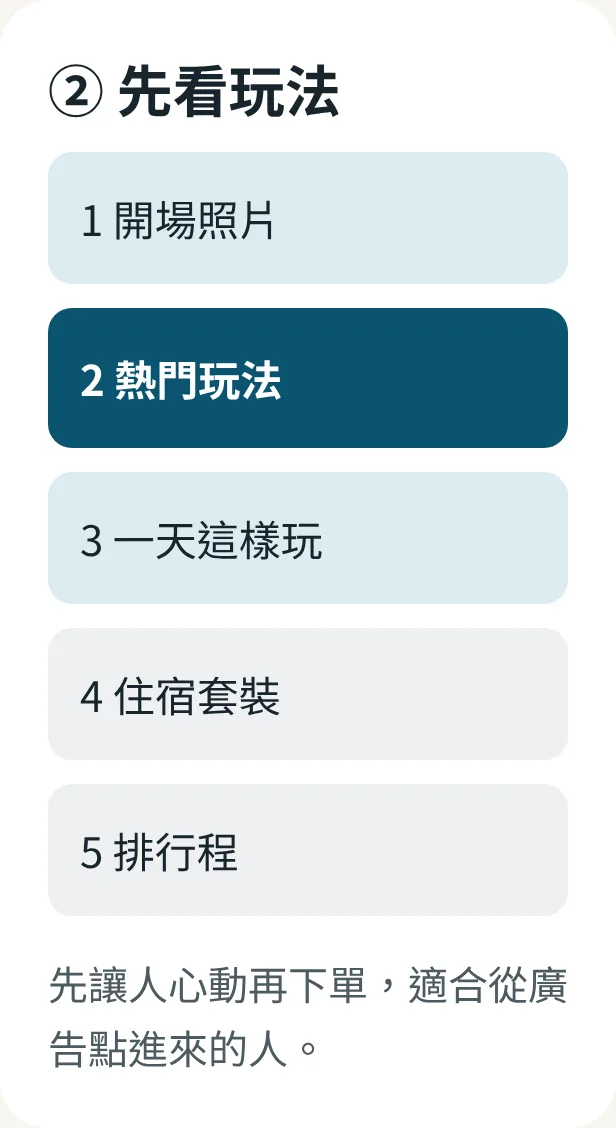 ② 先看玩法
1 開場照片
2 熱門玩法
3 一天這樣玩
4 住宿套裝
5 排行程
先讓人心動再下單，適合從廣
告點進來的人。